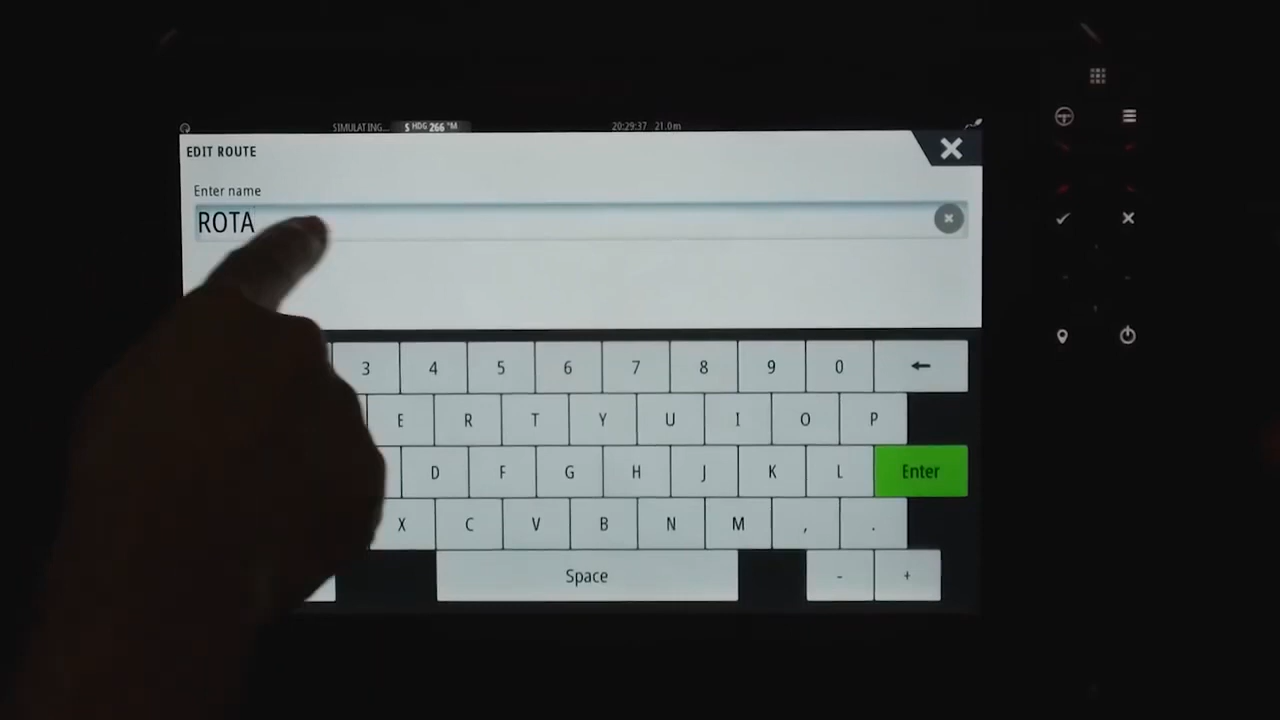 SIMULATING... S HDG 266 °M 20:29:37 21.0m
EDIT ROUTE
Enter name
ROTA
3 4 5 6 7 8 9 0
E R T Y U I O P
D F G H J K L Enter
X C V B N M , .
Space - +